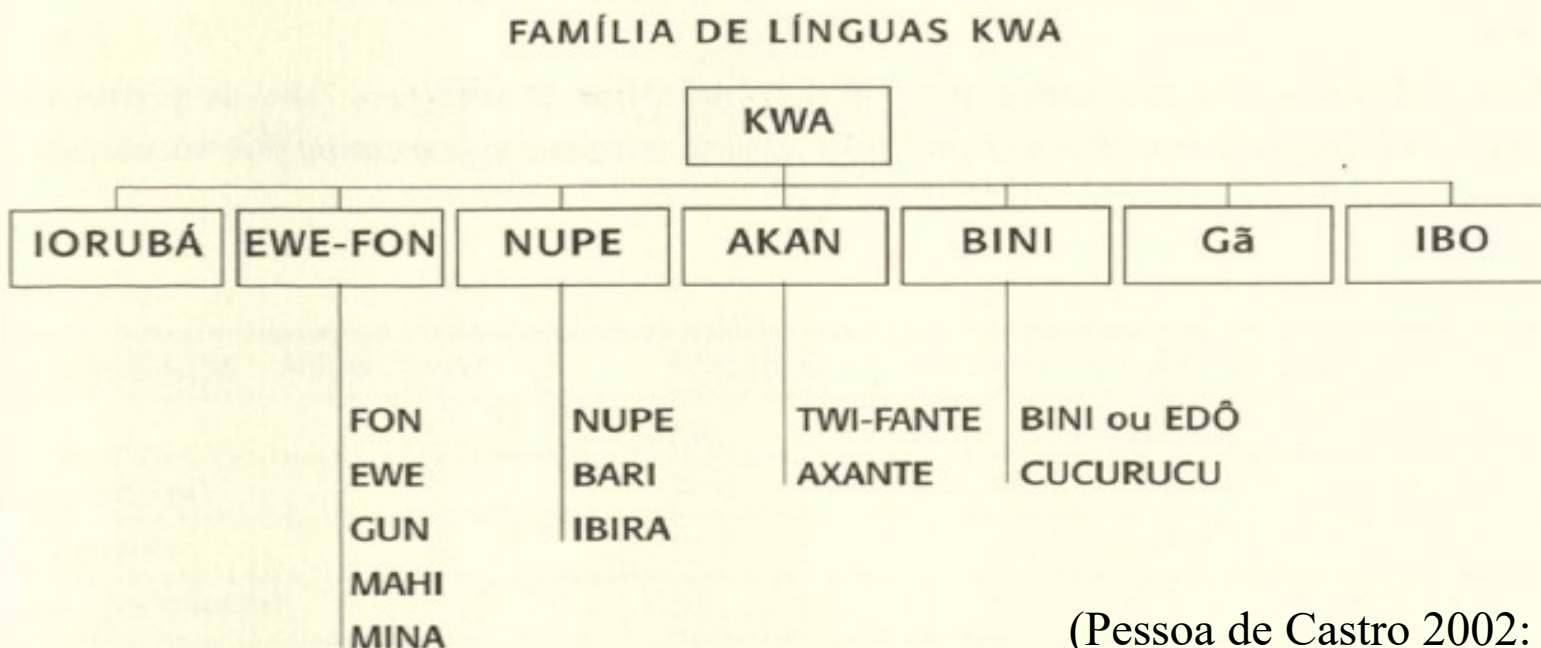 FAMÍLIA DE LÍNGUAS KWA
KWA
IORUBÁ EWE-FON NUPE AKAN BINI Gã IBO
FON NUPE TWI-FANTE BINI ou EDÔ
EWE BARI AXANTE CUCURUCU
GUN IBIRA
MAHI
MINA
(Pessoa de Castro 2002: